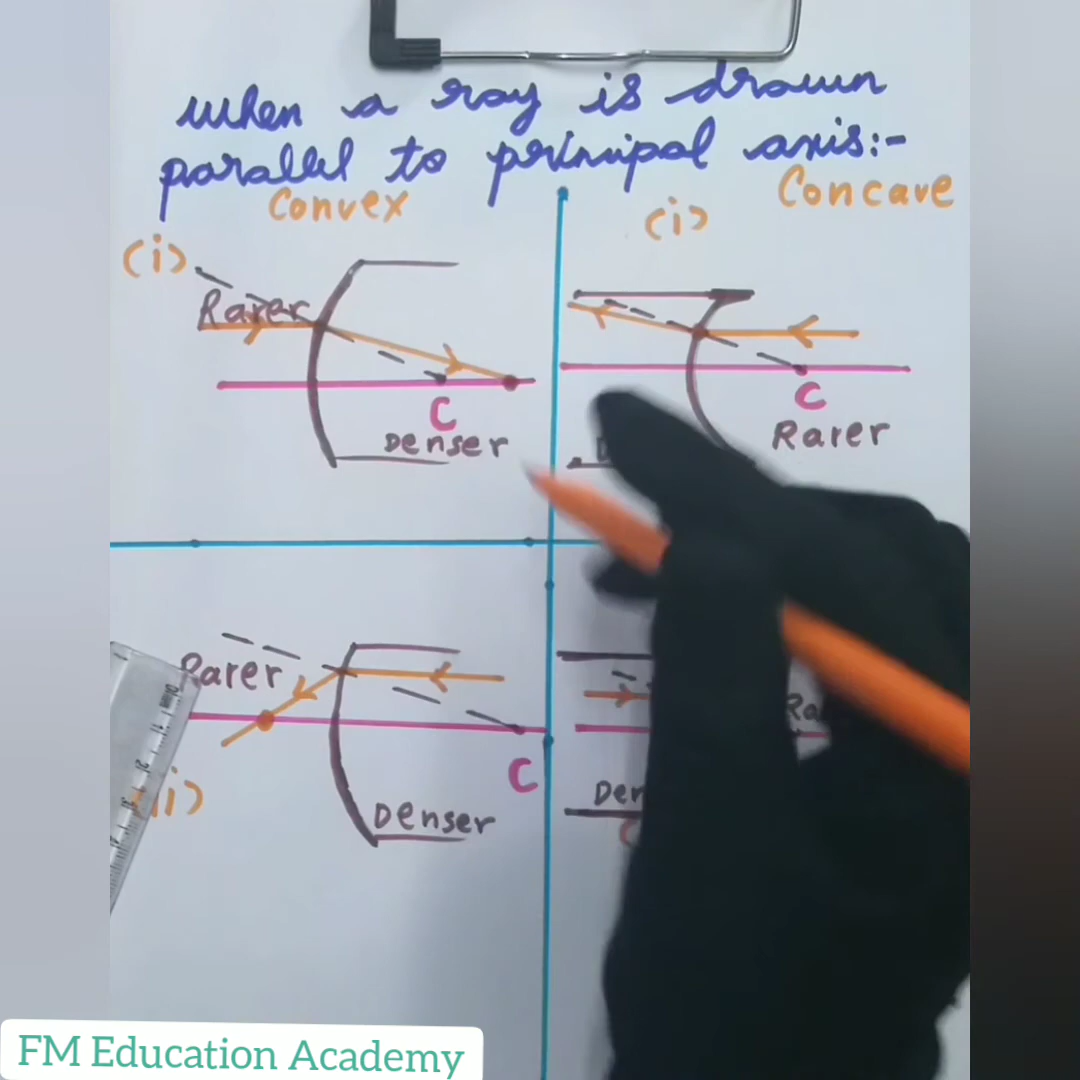 when a ray is drawn
parallel to principal axis:-
Convex
Concave
(i)
(i)
Rarer
C
C
Denser
Rarer
Rarer
C
Denser
FM Education Academy